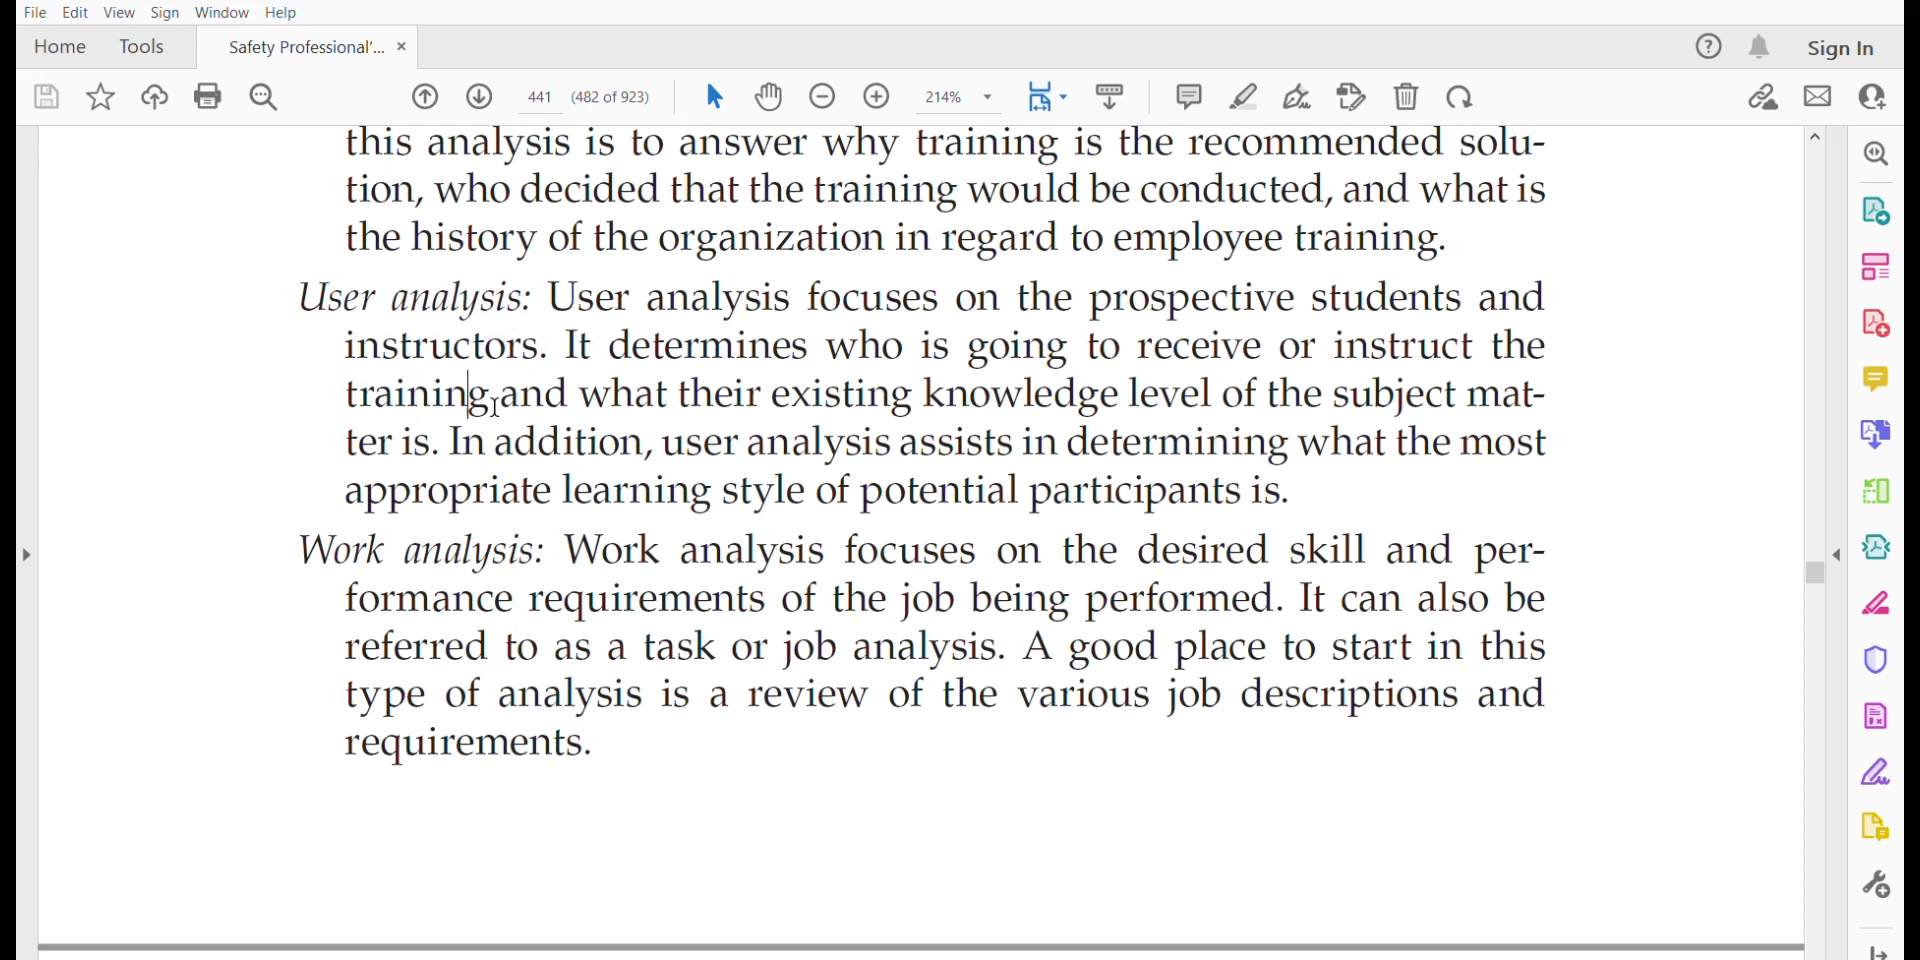 File Edit View Sign Window Help
Home Tools Safety Professional'... × Sign In
441 (482 of 923) 214%
this analysis is to answer why training is the recommended solu-
tion, who decided that the training would be conducted, and what is
the history of the organization in regard to employee training.
User analysis: User analysis focuses on the prospective students and
instructors. It determines who is going to receive or instruct the
training and what their existing knowledge level of the subject mat-
ter is. In addition, user analysis assists in determining what the most
appropriate learning style of potential participants is.
Work analysis: Work analysis focuses on the desired skill and per-
formance requirements of the job being performed. It can also be
referred to as a task or job analysis. A good place to start in this
type of analysis is a review of the various job descriptions and
requirements.